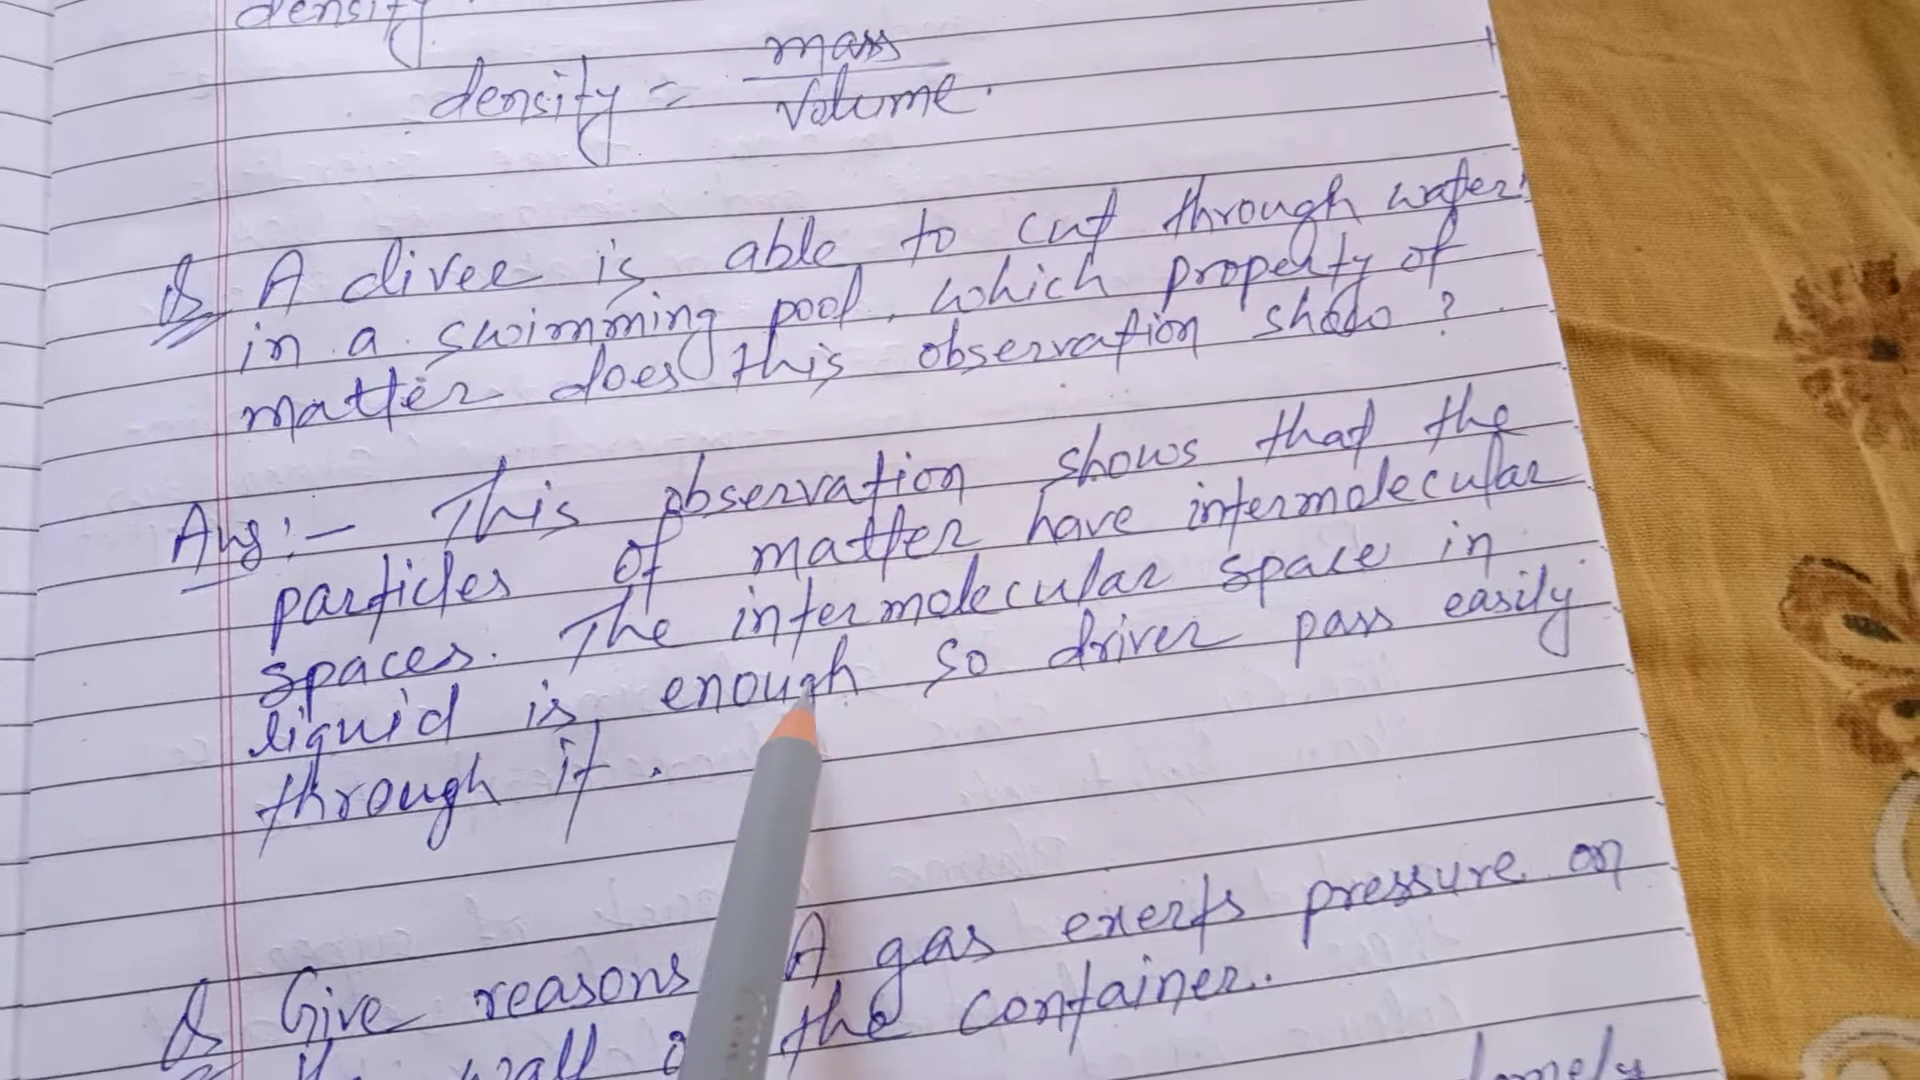 density
density = mass
volume.
Q A diver is able to cut through water
in a swimming pool. which property of
matter does this observation show ?
Ans:- This observation shows that the
particles of matter have intermolecular
spaces. The intermolecular space in
liquid is enough so driver pass easily
through it.
Q Give reasons A gas exerts pressure on
wall the container.